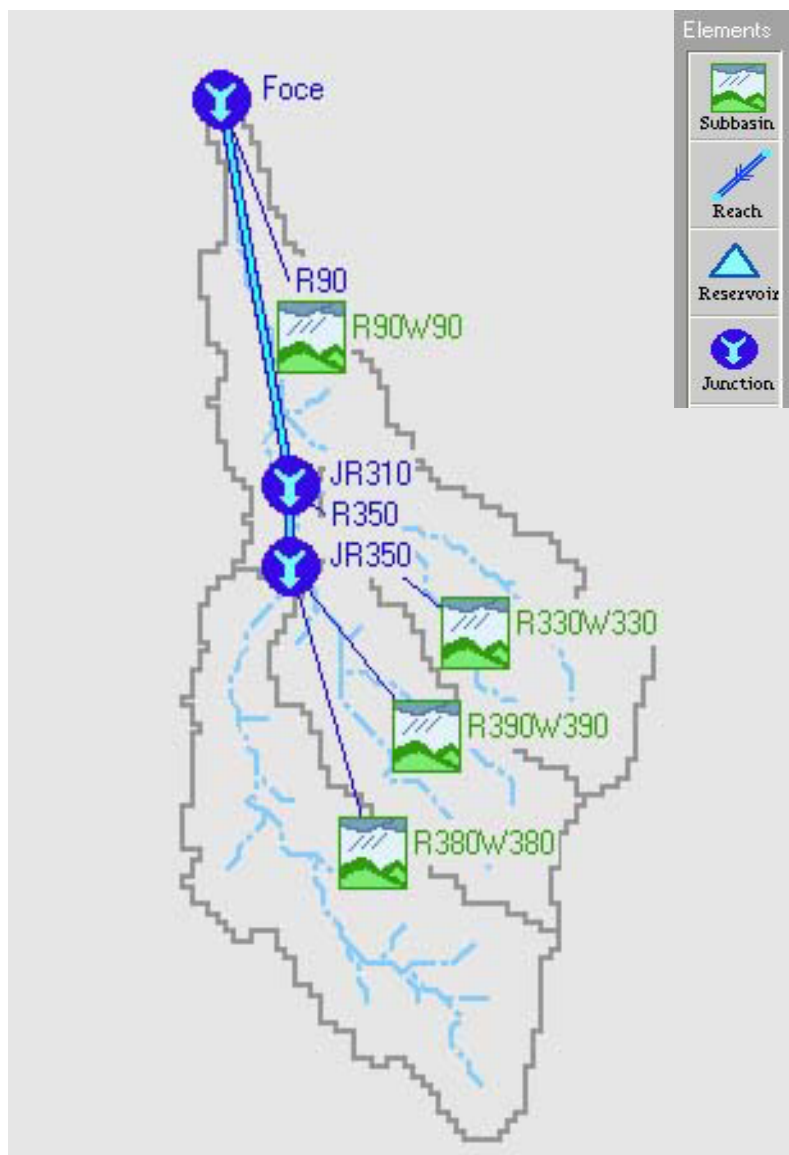 Elements
Subbasin
Reach
Reservoir
Junction
Foce
R90
R90W90
JR310
R350
JR350
R330W330
R390W390
R380W380